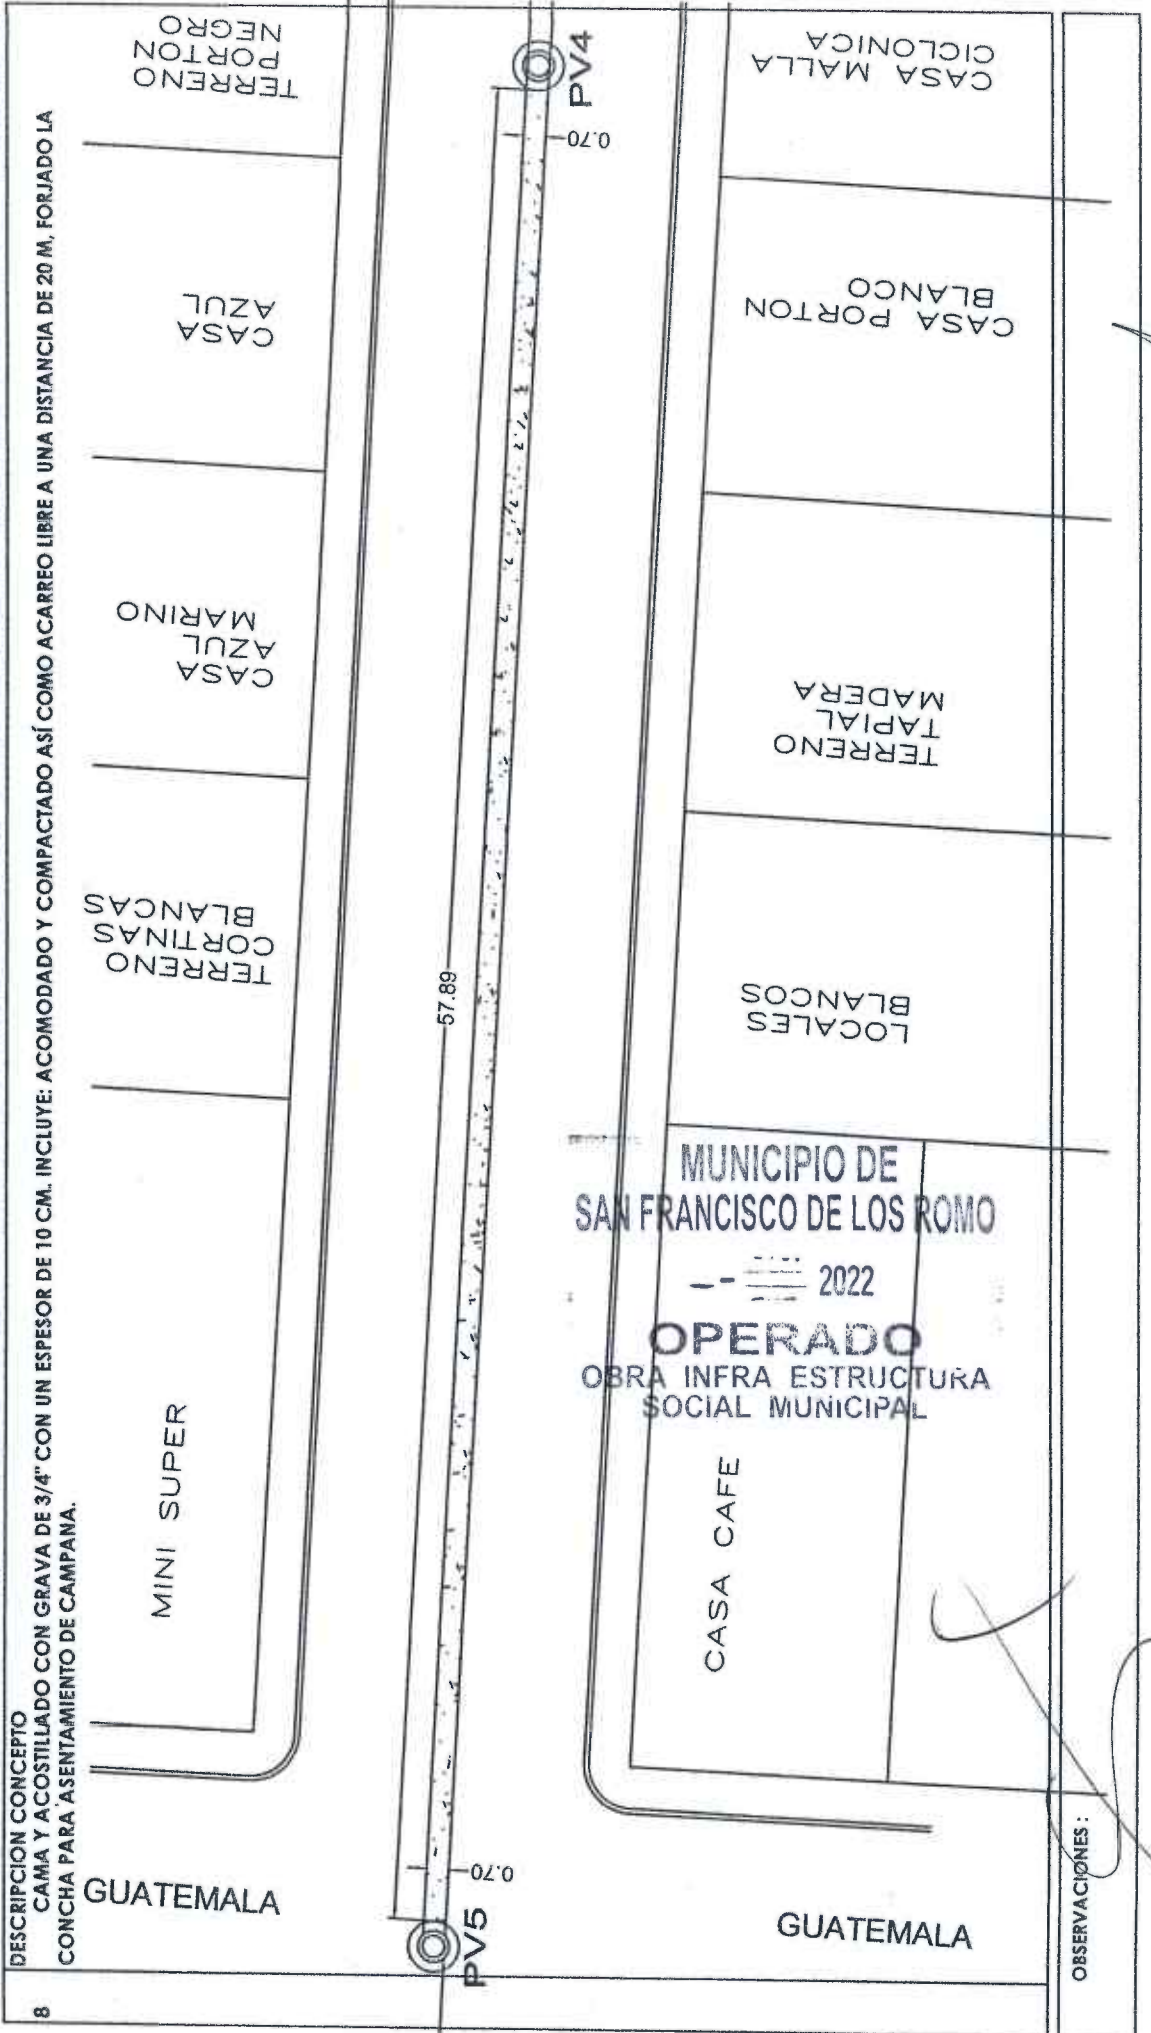 DESCRIPCION CONCEPTO
8
CAMA Y ACOSTILLADO CON GRAVA DE 3/4" CON UN ESPESOR DE 10 CM. INCLUYE: ACOMODADO Y COMPACTADO ASÍ COMO ACARREO LIBRE A UNA DISTANCIA DE 20 M, FORJADO LA
CONCHA PARA ASENTAMIENTO DE CAMPANA.
GUATEMALA
MINI SUPER
TERRENO
CORTINAS
BLANCAS
CASA
AZUL
MARINO
CASA
AZUL
TERRENO
PORTON
NEGRO
PV5
0.70
57.89
0.70
PV4
GUATEMALA
CASA CAFE
LOCALES
BLANCOS
TERRENO
TAPIAL
MADERA
CASA PORTON
BLANCO
CASA MALLA
CICLONICA
MUNICIPIO DE
SAN FRANCISCO DE LOS ROMO
2022
OPERADO
OBRA INFRA ESTRUCTURA
SOCIAL MUNICIPAL
OBSERVACIONES :